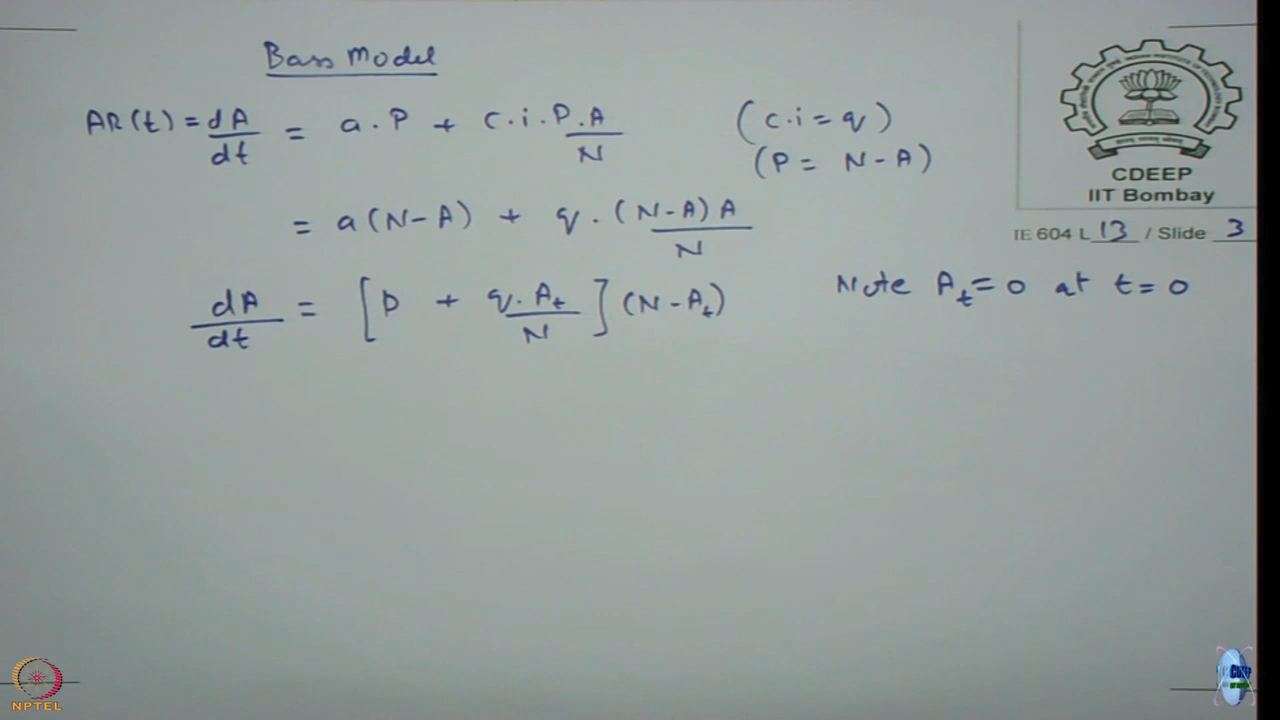 Bass Model
AR(t) = dA/dt = a . P + c . i . P . A / N (c . i = q)
(P = N - A)
= a (N - A) + q . (N - A) A / N
dA/dt = [ p + q . A_t / N ] (N - A_t) Note A_t = 0 at t = 0
CDEEP
IIT Bombay
IE 604 L 13 / Slide 3
NPTEL